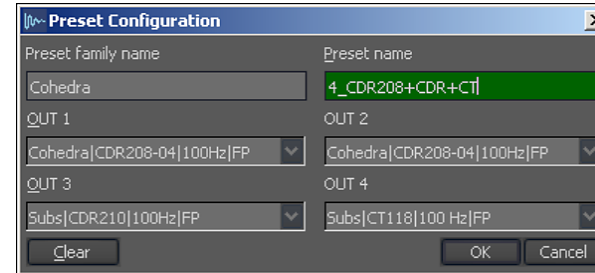 Preset Configuration
Preset family name Preset name
Cohedra 4_CDR208+CDR+CT
OUT 1 OUT 2
Cohedra|CDR208-04|100Hz|FP Cohedra|CDR208-04|100Hz|FP
OUT 3 OUT 4
Subs|CDR210|100Hz|FP Subs|CT118|100 Hz|FP
Clear OK Cancel